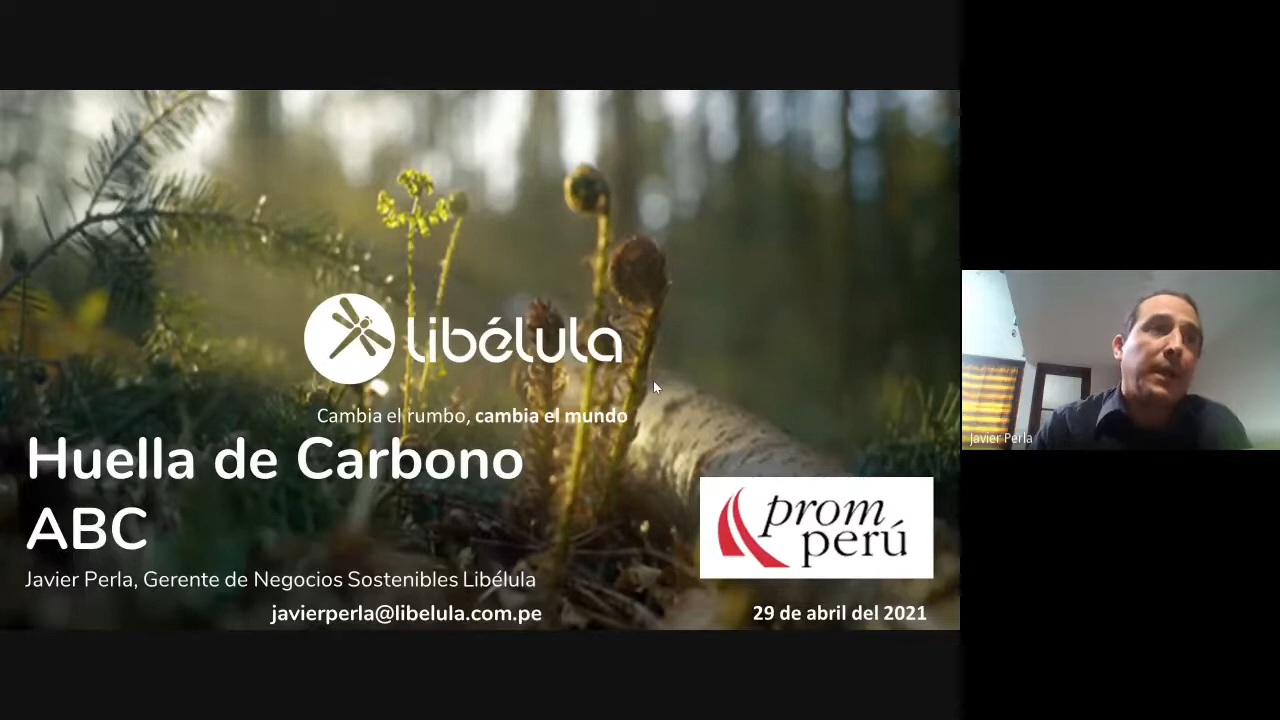 libélula
Cambia el rumbo, cambia el mundo
Huella de Carbono
ABC
Javier Perla, Gerente de Negocios Sostenibles Libélula
javierperla@libelula.com.pe
prom
perú
29 de abril del 2021
Javier Perla